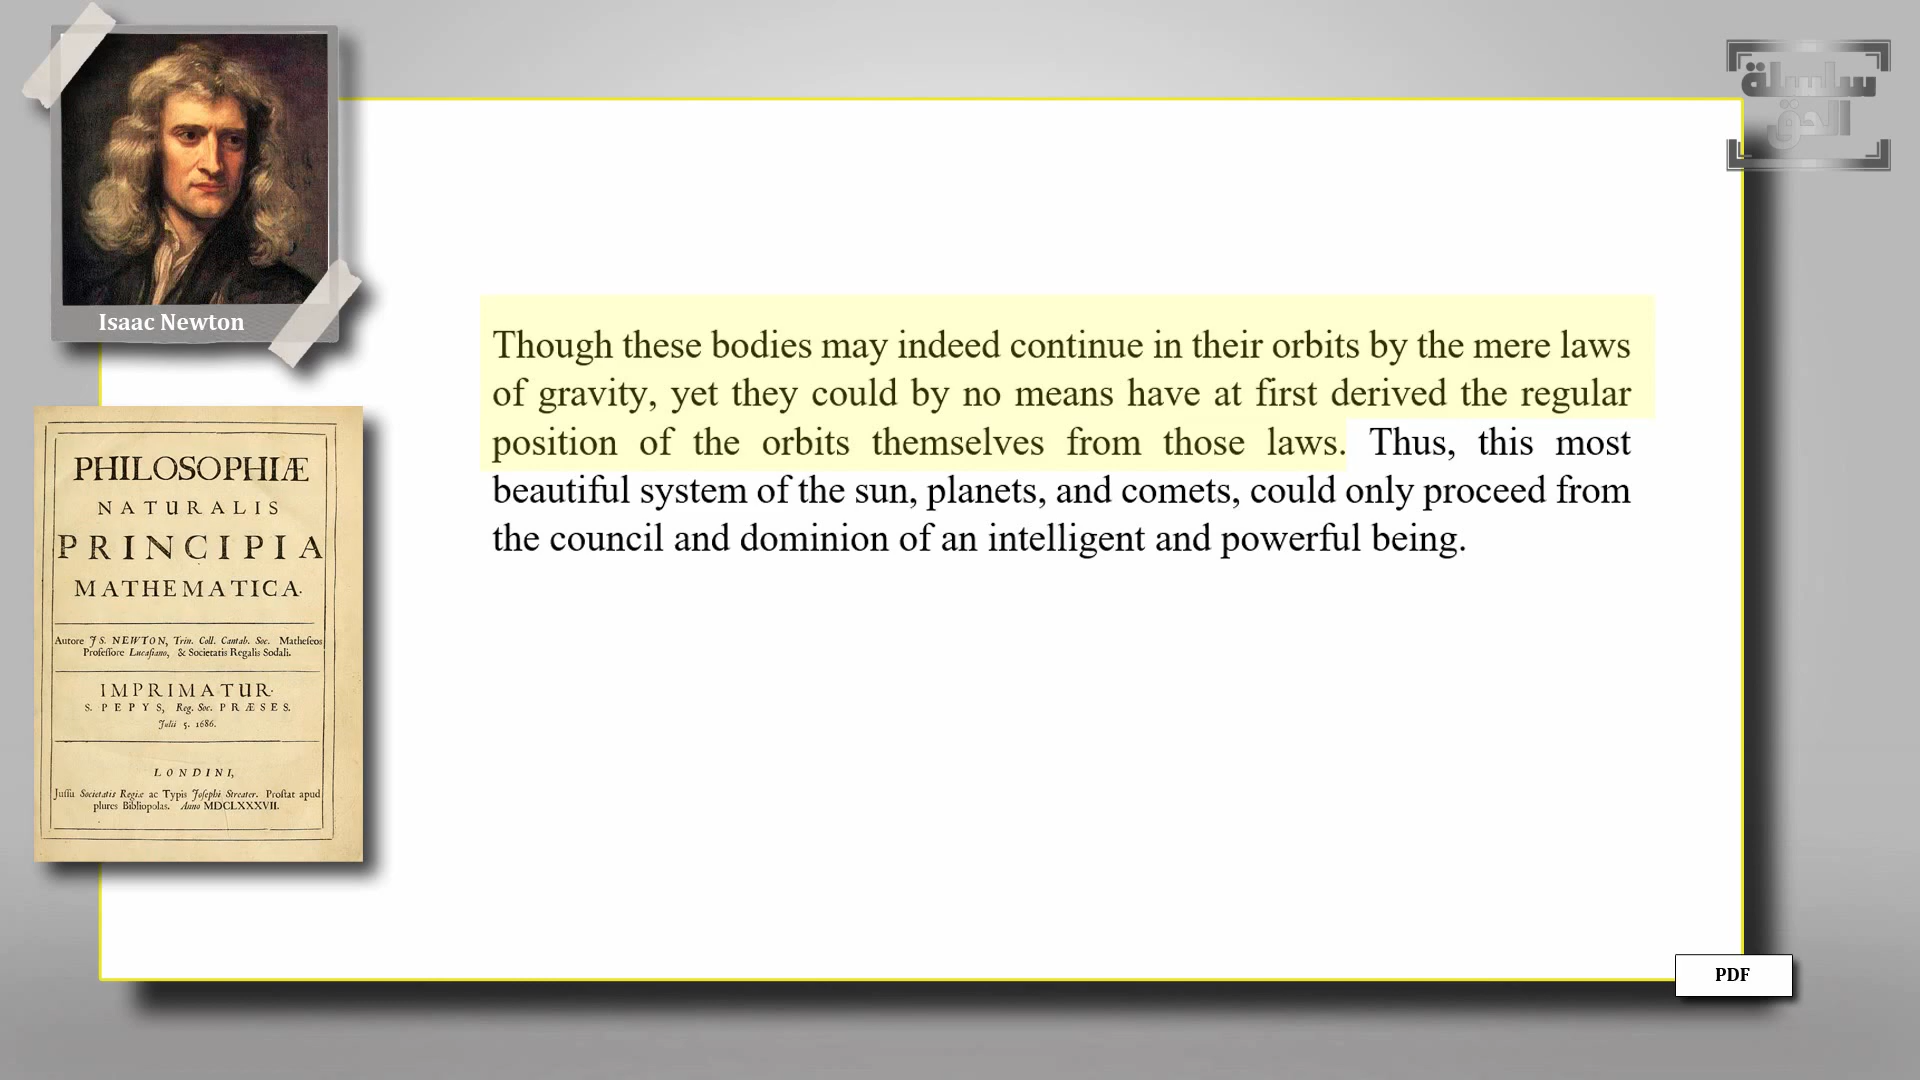 سلسلة
الحق
Isaac Newton
Though these bodies may indeed continue in their orbits by the mere laws
of gravity, yet they could by no means have at first derived the regular
position of the orbits themselves from those laws. Thus, this most
beautiful system of the sun, planets, and comets, could only proceed from
the council and dominion of an intelligent and powerful being.
PHILOSOPHIÆ
NATURALIS
PRINCIPIA
MATHEMATICA.
Autore JS. NEWTON, Trin. Coll. Cantab. Soc. Matheseos
Professore Lucasiano, & Societatis Regalis Sodali.
IMPRIMATUR.
S. PEPYS, Reg. Soc. PRÆSES.
Julii 5. 1686.
LONDINI,
Jussu Societatis Regiæ ac Typis Josephi Streater. Prostat apud
plures Bibliopolas. Anno MDCLXXXVII.
PDF